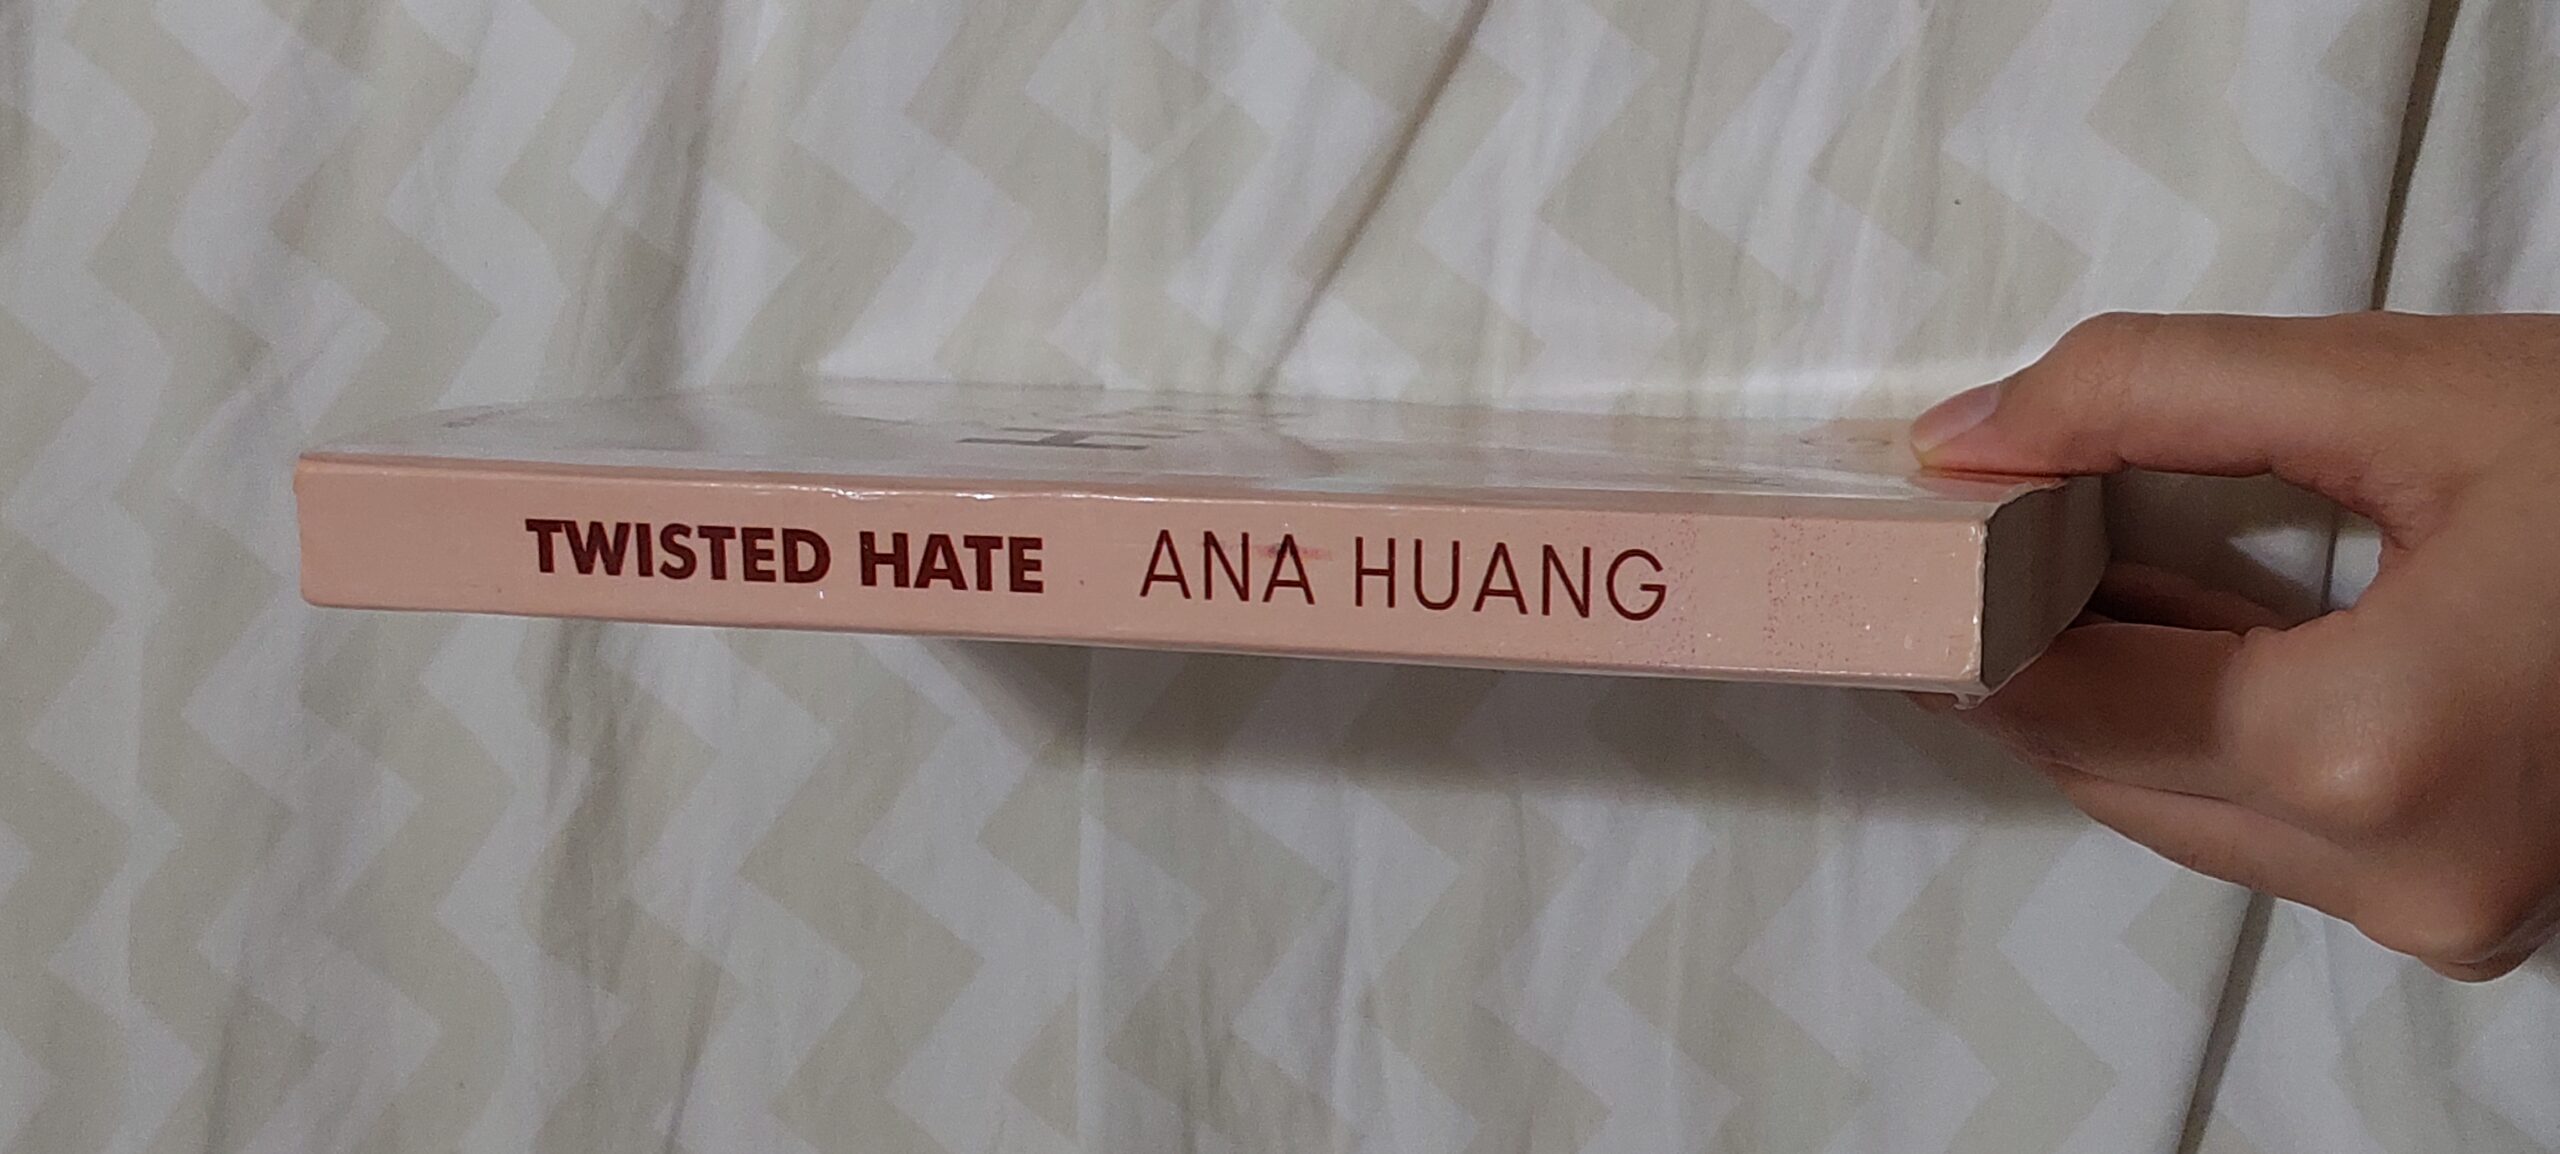 TWISTED HATE ANA HUANG